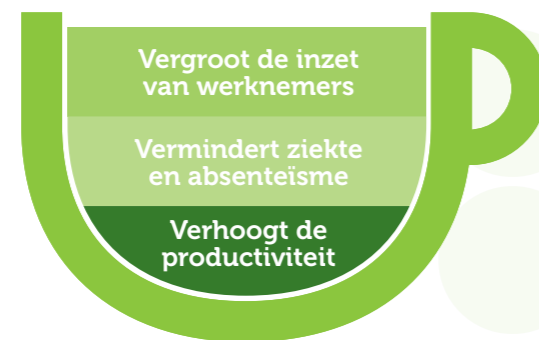 Vergroot de inzet
van werknemers
Vermindert ziekte
en absenteïsme
Verhoogt de
productiviteit